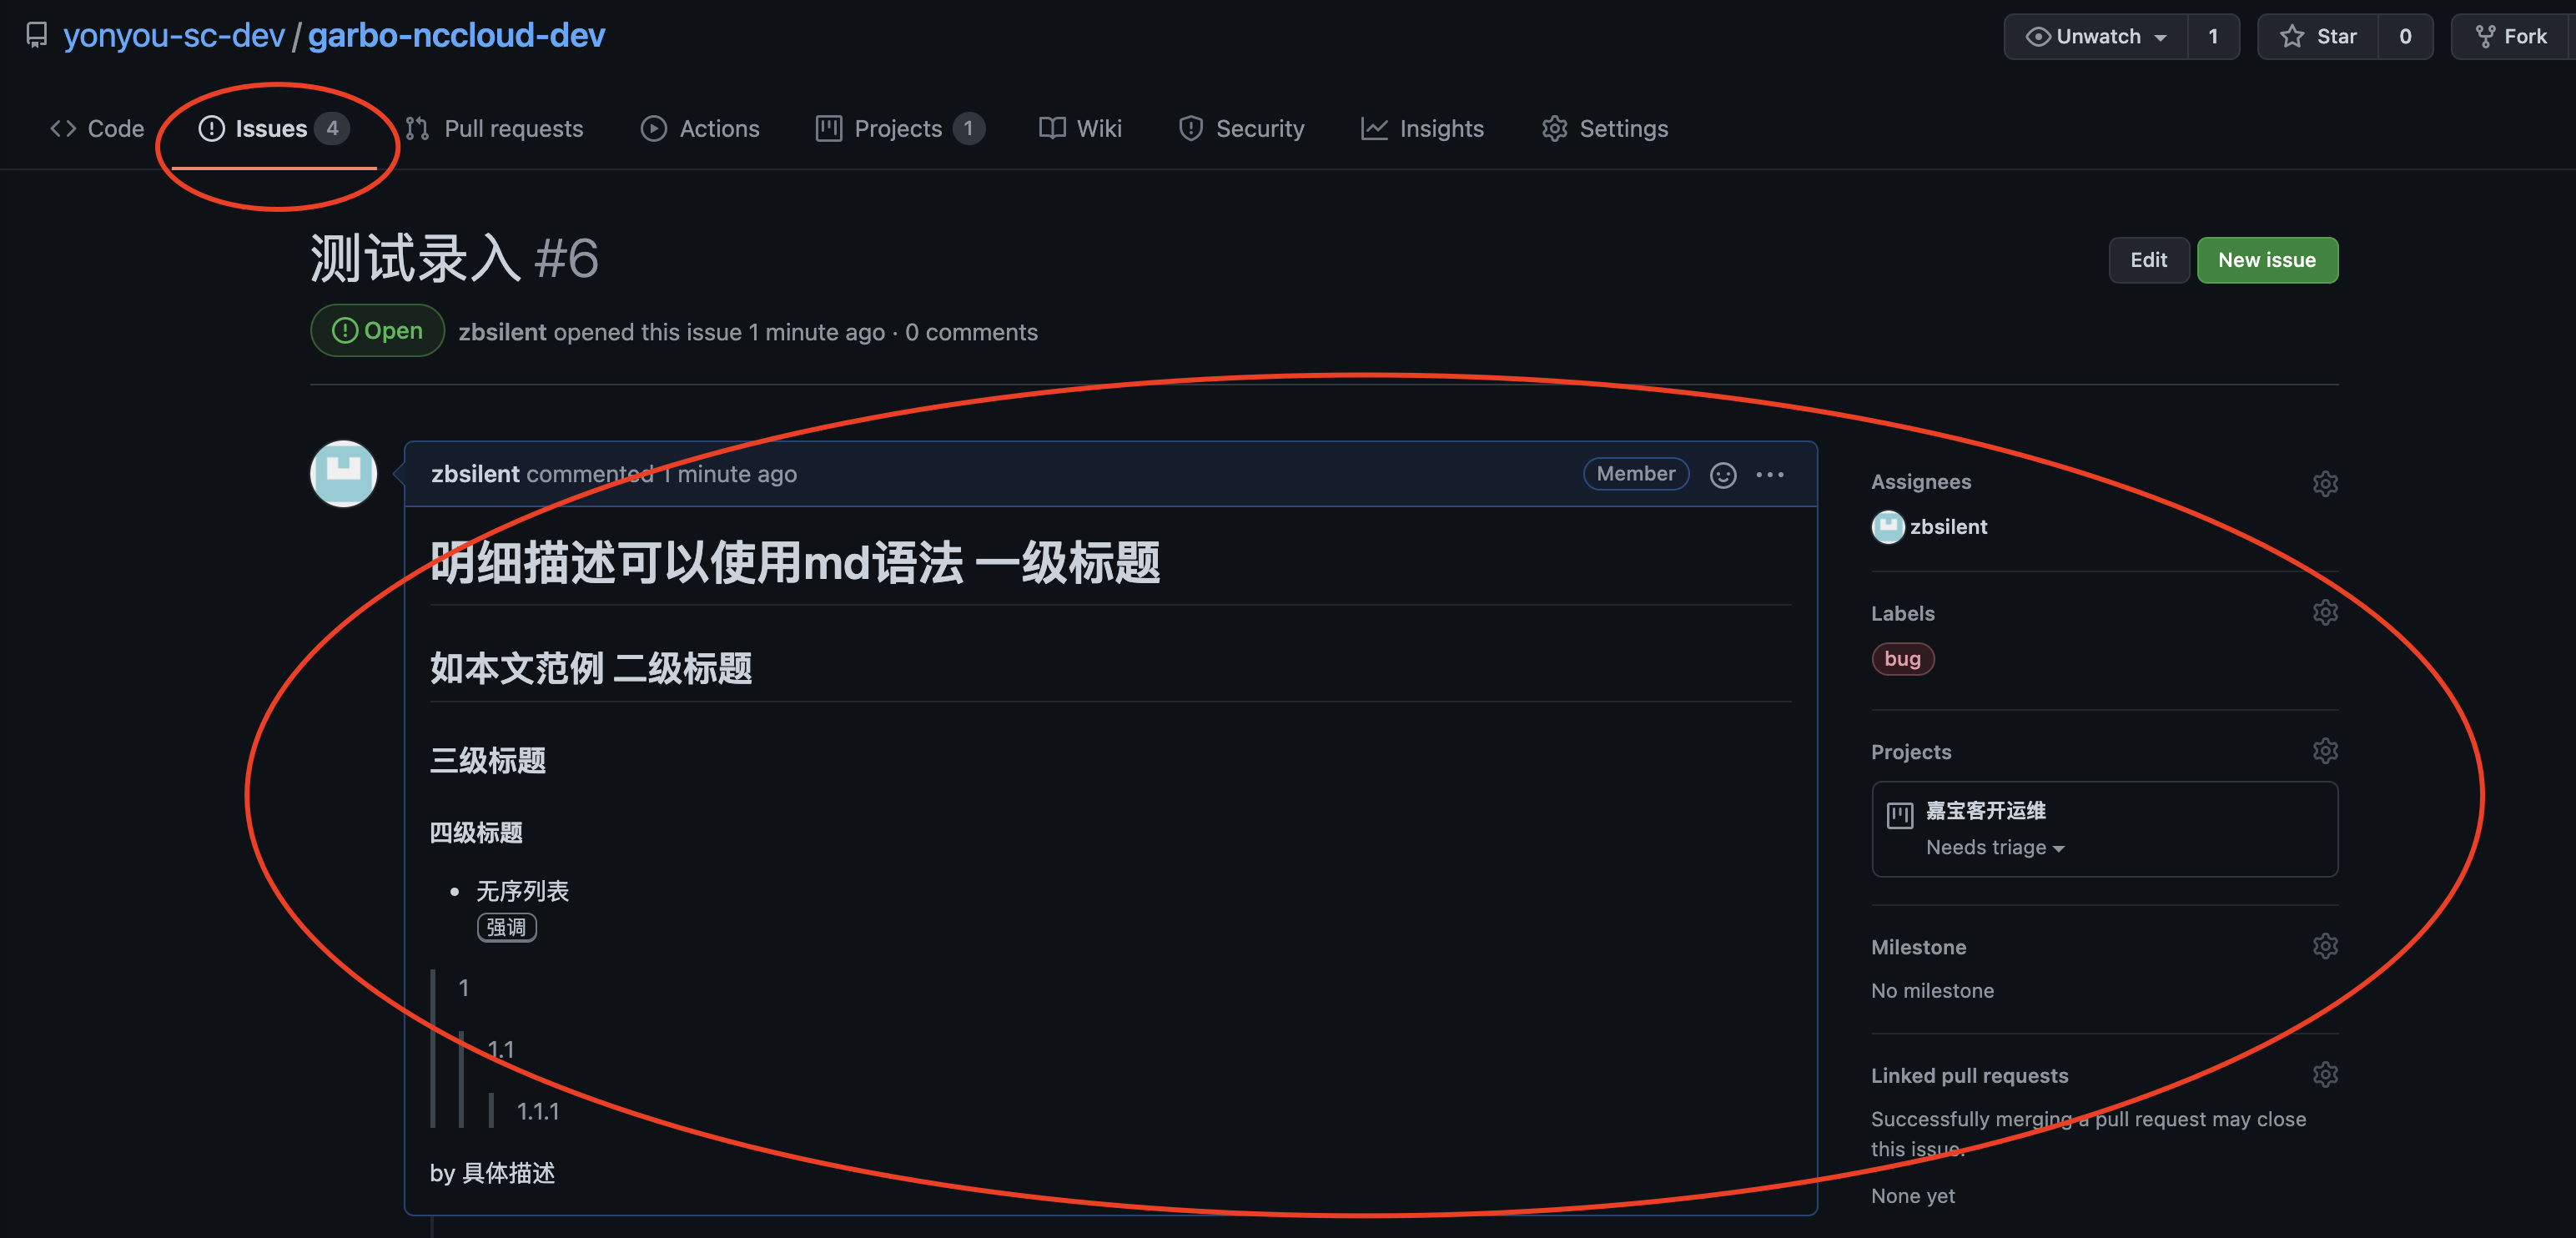 yonyou-sc-dev / garbo-nccloud-dev
Unwatch 1 Star 0 Fork
Code Issues 4 Pull requests Actions Projects 1 Wiki Security Insights Settings
测试录入 #6
Edit New issue
Open zbsilent opened this issue 1 minute ago · 0 comments
zbsilent commented 1 minute ago Member
明细描述可以使用md语法 一级标题
如本文范例 二级标题
三级标题
四级标题
无序列表
强调
1
1.1
1.1.1
by 具体描述
Assignees
zbsilent
Labels
bug
Projects
嘉宝客开运维
Needs triage
Milestone
No milestone
Linked pull requests
Successfully merging a pull request may close
this issue.
None yet